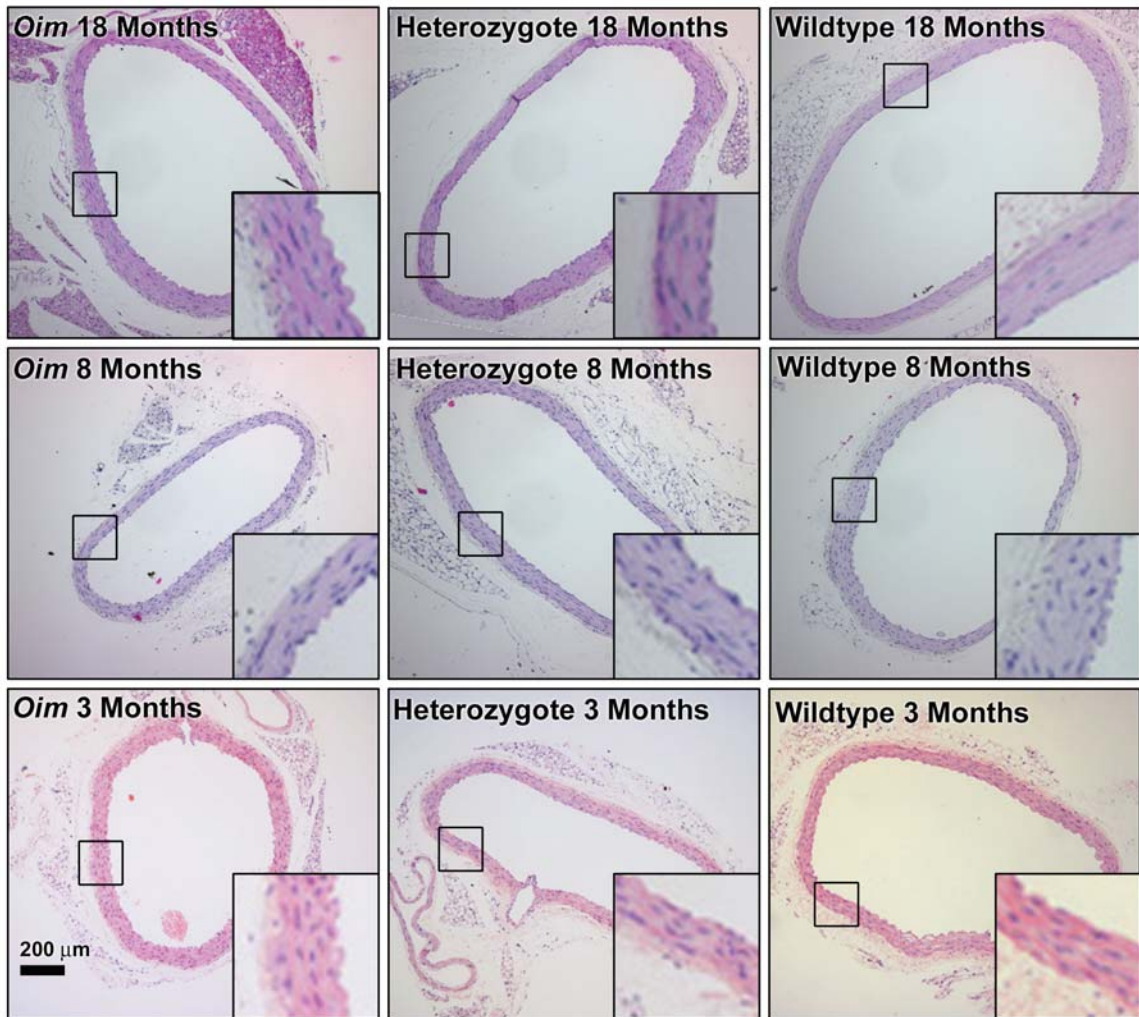 Oim 18 Months
Heterozygote 18 Months
Wildtype 18 Months
Oim 8 Months
Heterozygote 8 Months
Wildtype 8 Months
Oim 3 Months
Heterozygote 3 Months
Wildtype 3 Months
200 μm